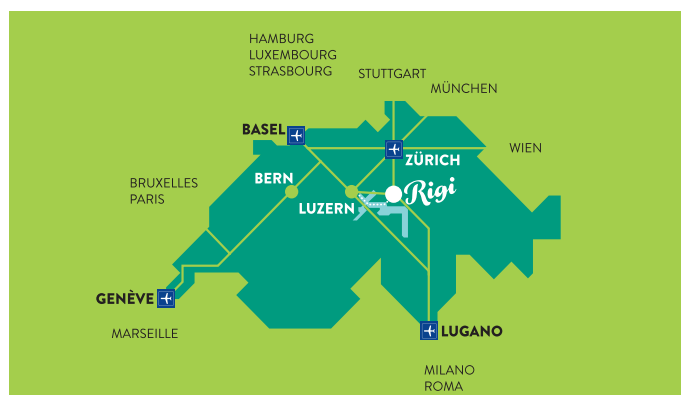 HAMBURG
LUXEMBOURG
STRASBOURG
STUTTGART
MÜNCHEN
BASEL
ZÜRICH
WIEN
BERN
BRUXELLES
PARIS
LUZERN
Rigi
GENÈVE
MARSEILLE
LUGANO
MILANO
ROMA